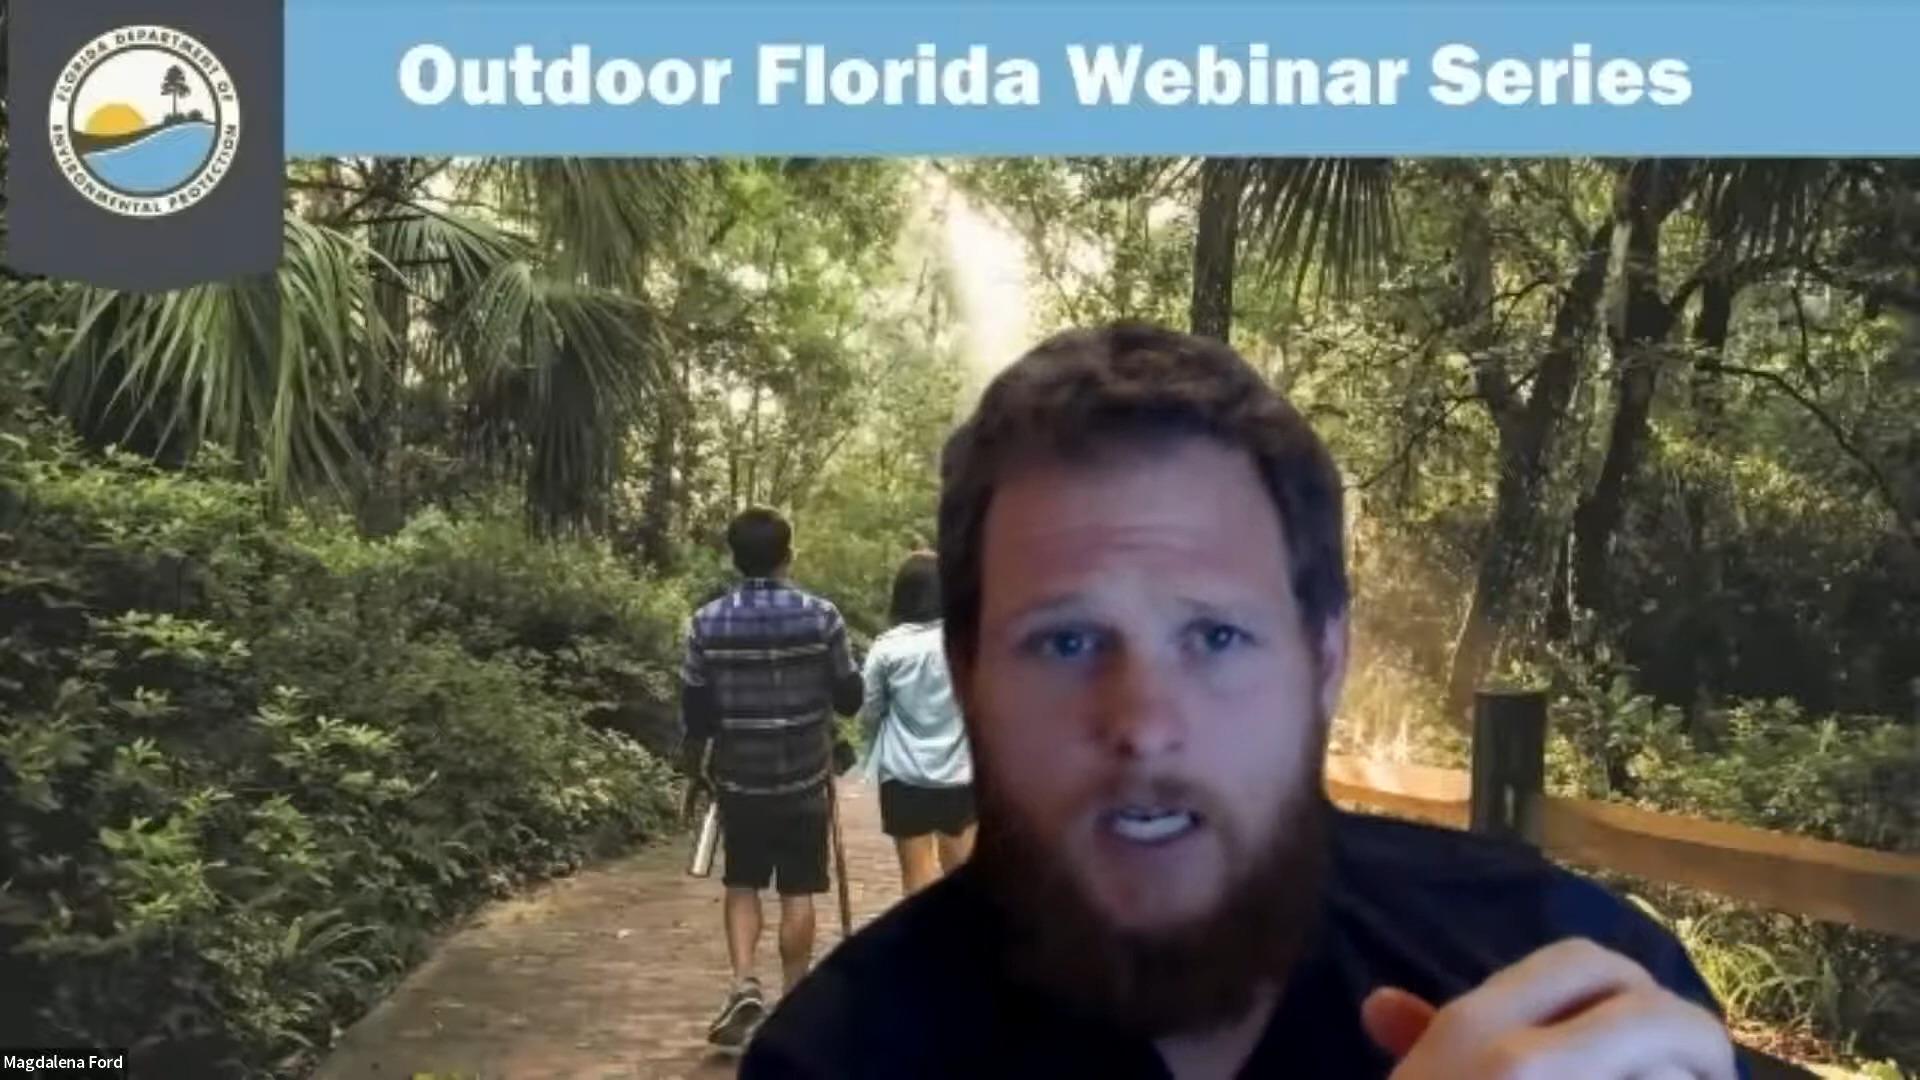 FLORIDA DEPARTMENT OF
ENVIRONMENTAL PROTECTION
Outdoor Florida Webinar Series
Magdalena Ford